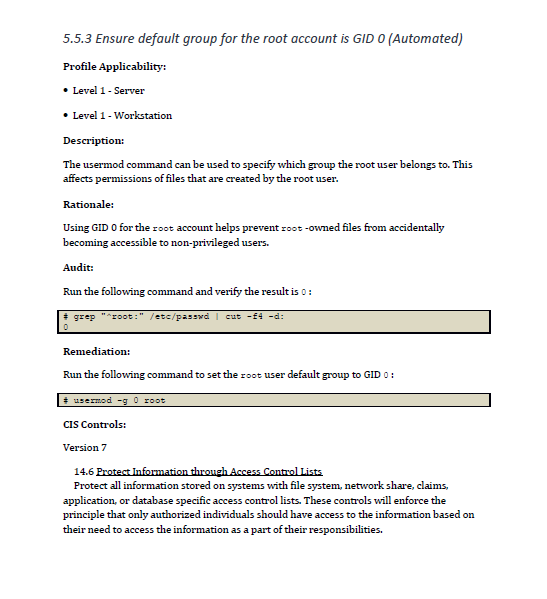 5.5.3 Ensure default group for the root account is GID 0 (Automated)
Profile Applicability:
• Level 1 - Server
• Level 1 - Workstation
Description:
The usermod command can be used to specify which group the root user belongs to. This
affects permissions of files that are created by the root user.
Rationale:
Using GID 0 for the root account helps prevent root -owned files from accidentally
becoming accessible to non-privileged users.
Audit:
Run the following command and verify the result is 0 :
# grep "^root:" /etc/passwd | cut -f4 -d:
0
Remediation:
Run the following command to set the root user default group to GID 0 :
# usermod -g 0 root
CIS Controls:
Version 7
14.6 Protect Information through Access Control Lists
Protect all information stored on systems with file system, network share, claims,
application, or database specific access control lists. These controls will enforce the
principle that only authorized individuals should have access to the information based on
their need to access the information as a part of their responsibilities.